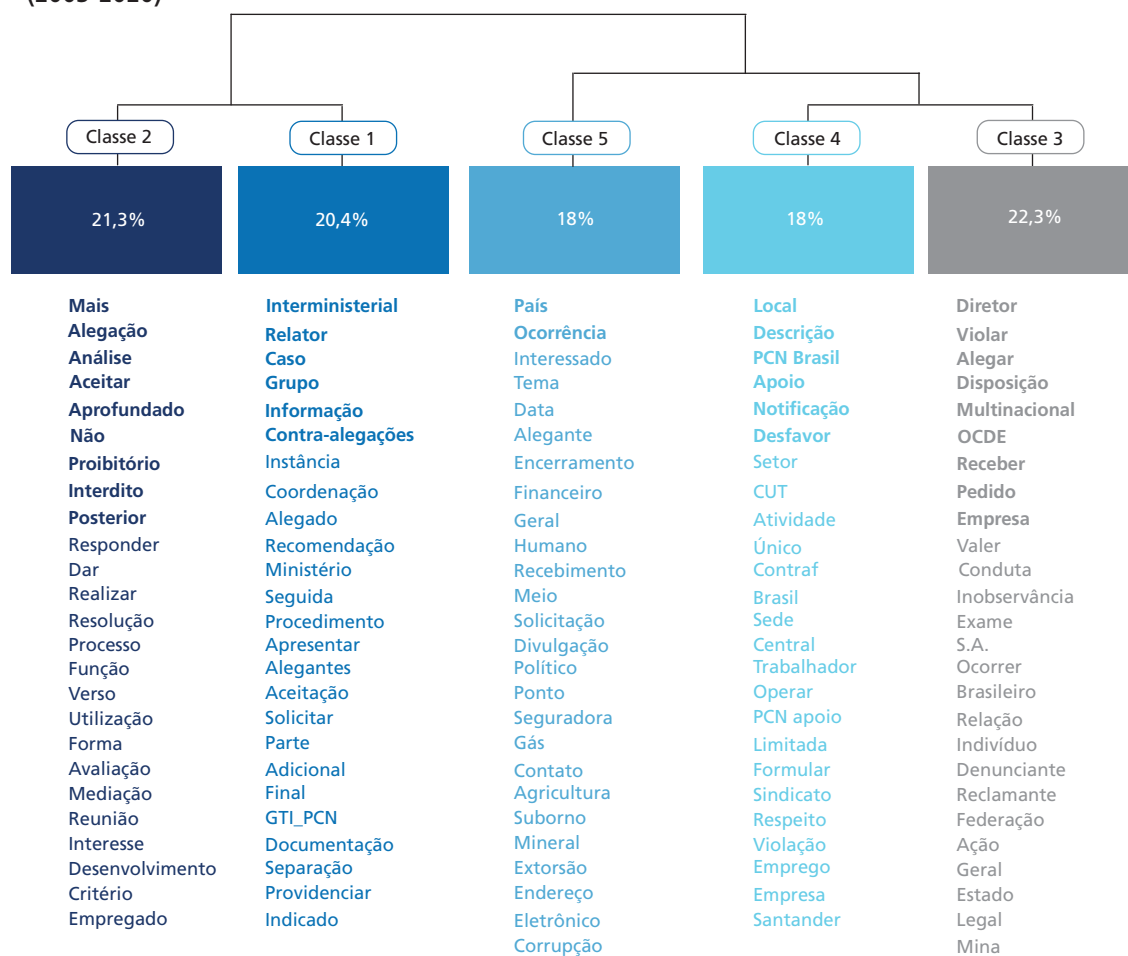 Classe 2
21,3%
Mais
Alegação
Análise
Aceitar
Aprofundado
Não
Proibitório
Interdito
Posterior
Responder
Dar
Realizar
Resolução
Processo
Função
Verso
Utilização
Forma
Avaliação
Mediação
Reunião
Interesse
Desenvolvimento
Critério
Empregado
Classe 1
20,4%
Interministerial
Relator
Caso
Grupo
Informação
Contra-alegações
Instância
Coordenação
Alegado
Recomendação
Ministério
Seguida
Procedimento
Apresentar
Alegantes
Aceitação
Solicitar
Parte
Adicional
Final
GTI_PCN
Documentação
Separação
Providenciar
Indicado
Classe 5
18%
País
Ocorrência
Interessado
Tema
Data
Alegante
Encerramento
Financeiro
Geral
Humano
Recebimento
Meio
Solicitação
Divulgação
Político
Ponto
Seguradora
Gás
Contato
Agricultura
Suborno
Mineral
Extorsão
Endereço
Eletrônico
Corrupção
Classe 4
18%
Local
Descrição
PCN Brasil
Apoio
Notificação
Desfavor
Setor
CUT
Atividade
Único
Contraf
Brasil
Sede
Central
Trabalhador
Operar
PCN apoio
Limitada
Formular
Sindicato
Respeito
Violação
Emprego
Empresa
Santander
Classe 3
22,3%
Diretor
Violar
Alegar
Disposição
Multinacional
OCDE
Receber
Pedido
Empresa
Valer
Conduta
Inobservância
Exame
S.A.
Ocorrer
Brasileiro
Relação
Indivíduo
Denunciante
Reclamante
Federação
Ação
Geral
Estado
Legal
Mina